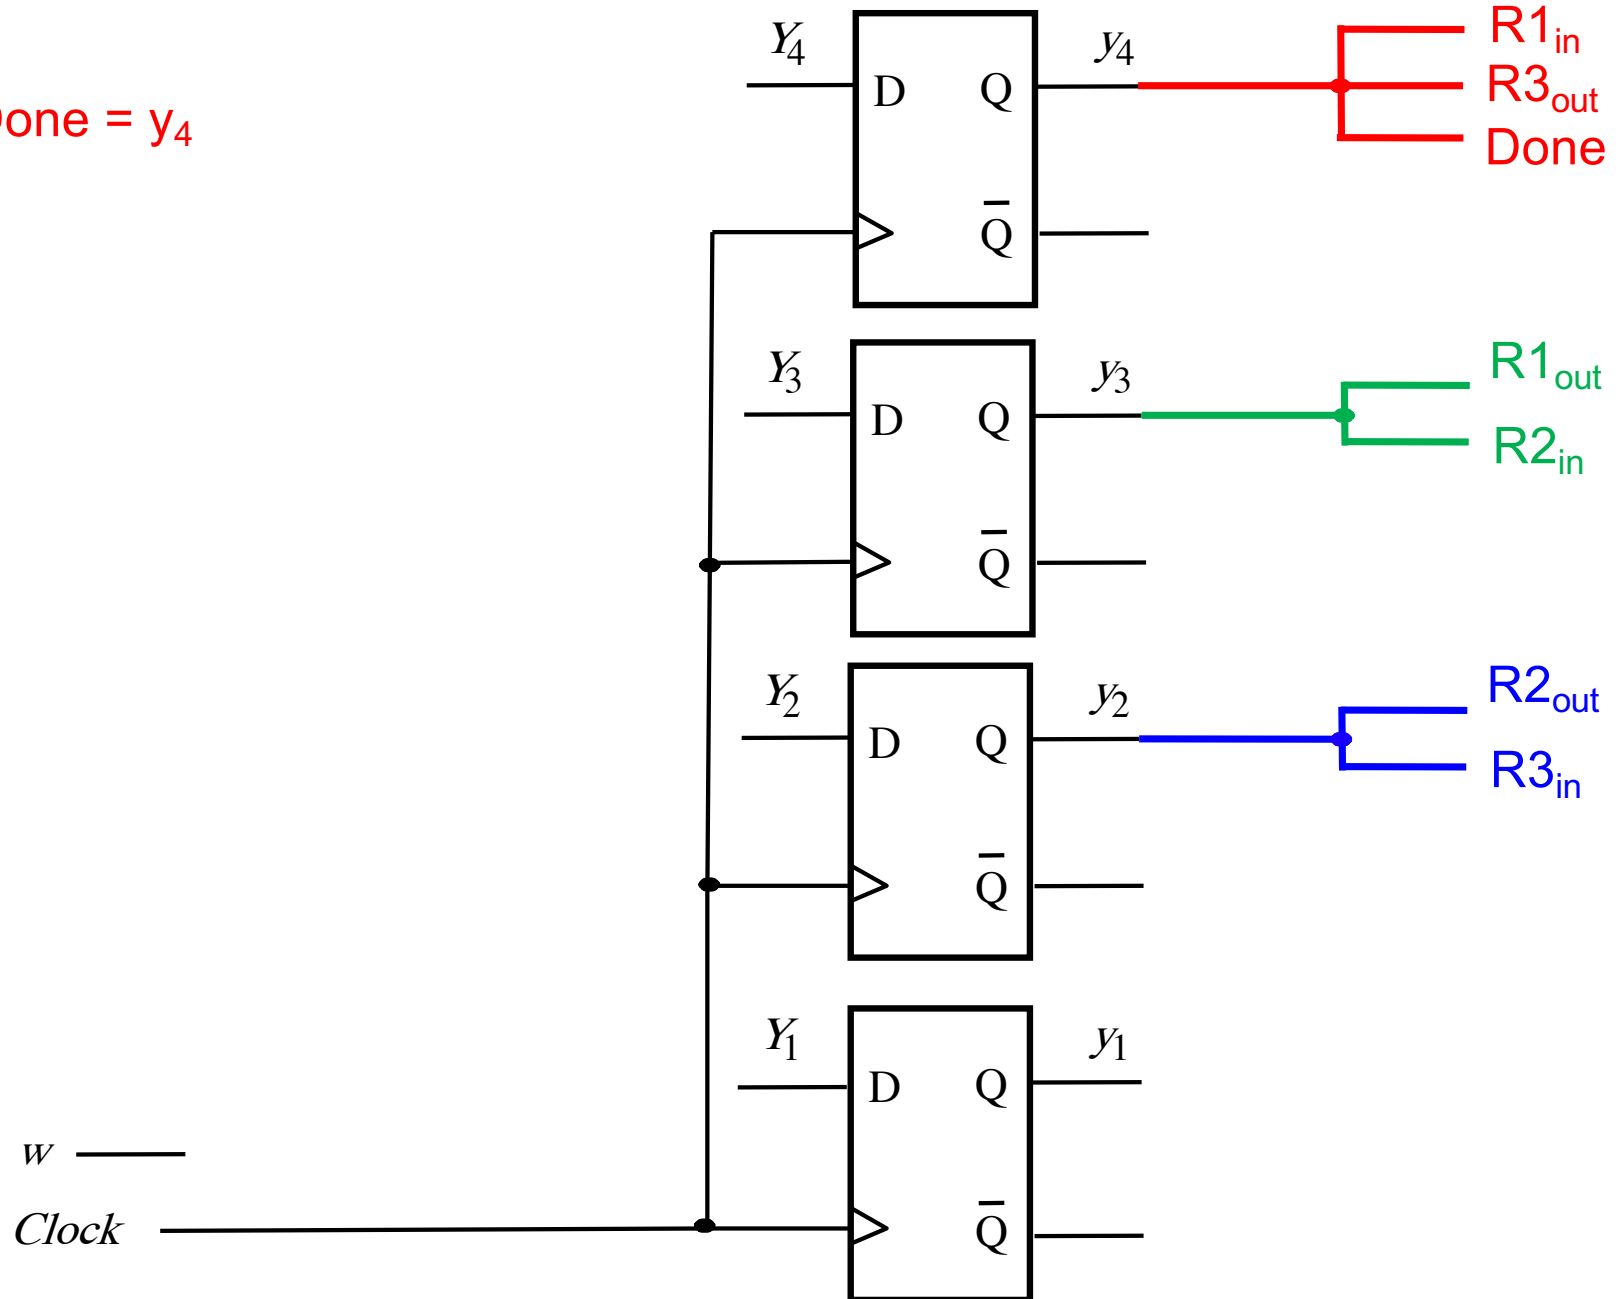 one = y4
Y4
D Q
y4
R1in
R3out
Done
Q̅
Y3
D Q
y3
R1out
R2in
Q̅
Y2
D Q
y2
R2out
R3in
Q̅
Y1
D Q
y1
w
Clock
Q̅